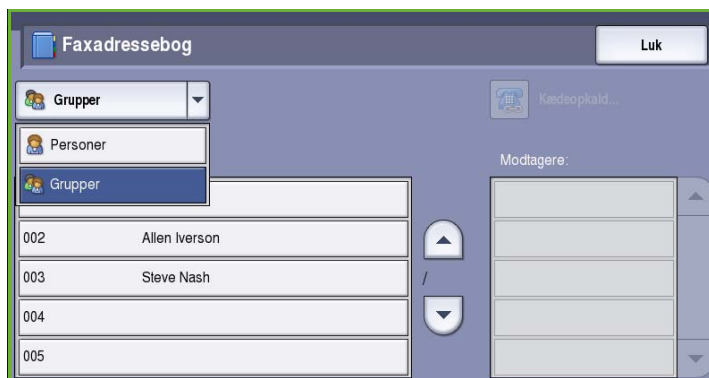 Faxadressebog
Luk
Grupper
Kædeopkald...
Personer
Grupper
Modtagere:
002 Allen Iverson
003 Steve Nash
/
004
005